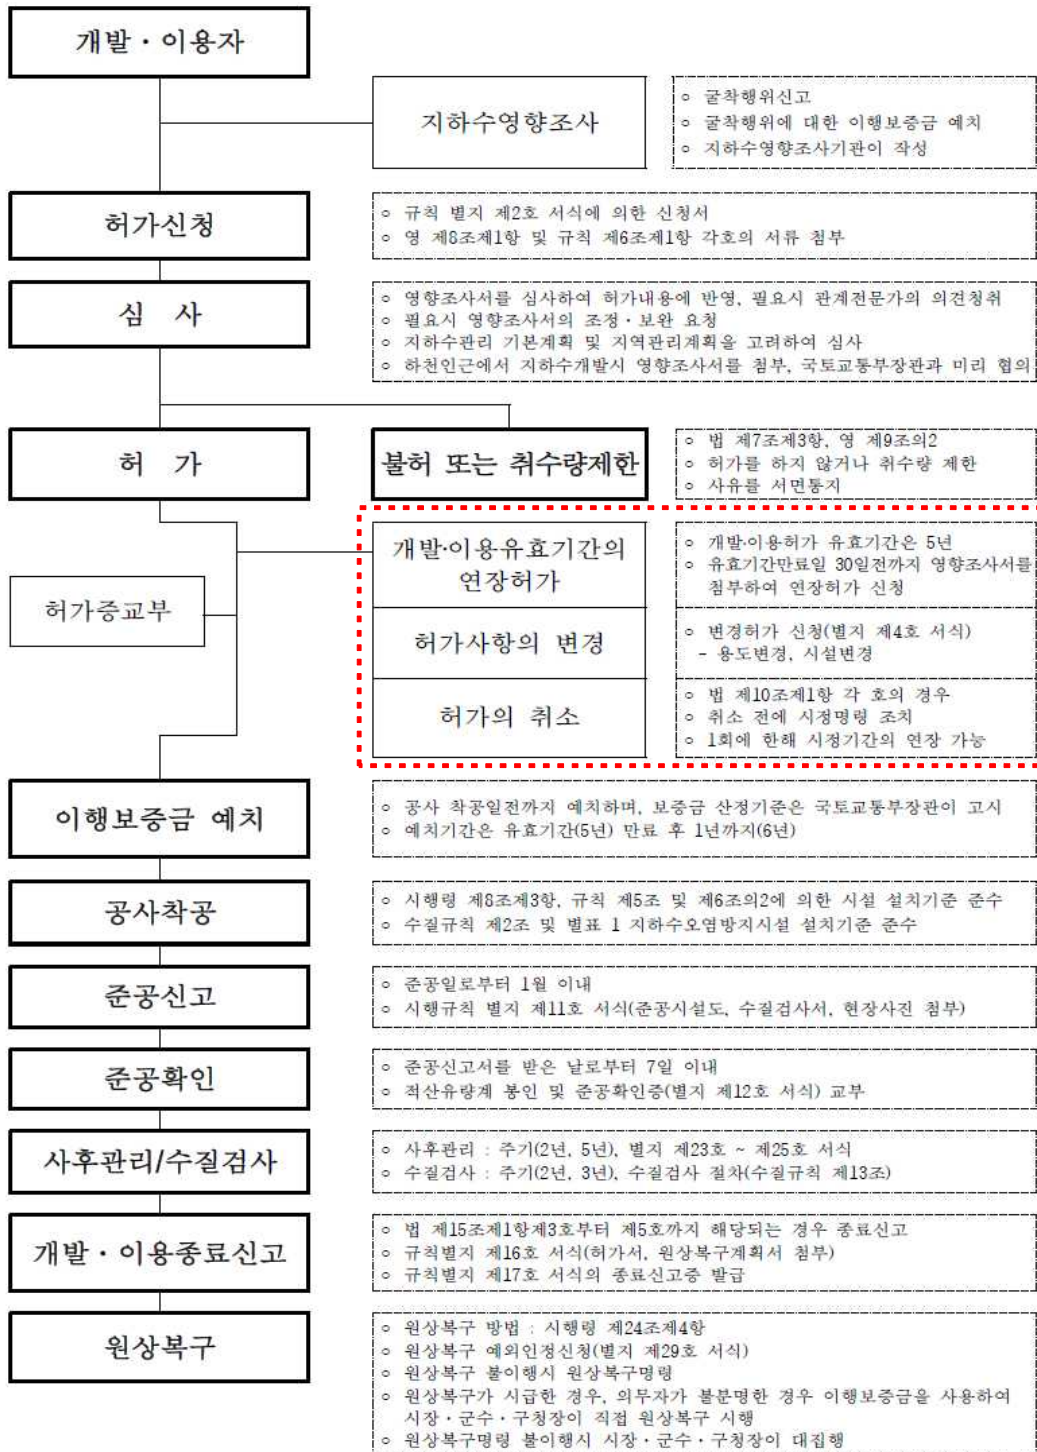 개발・이용자
지하수영향조사
○ 굴착행위신고
○ 굴착행위에 대한 이행보증금 예치
○ 지하수영향조사기관이 작성
허가신청
○ 규칙 별지 제2호 서식에 의한 신청서
○ 영 제8조제1항 및 규칙 제6조제1항 각호의 서류 첨부
심 사
○ 영향조사서를 심사하여 허가내용에 반영, 필요시 관계전문가의 의견청취
○ 필요시 영향조사서의 조정・보완 요청
○ 지하수관리 기본계획 및 지역관리계획을 고려하여 심사
○ 하천인근에서 지하수개발시 영향조사서를 첨부, 국토교통부장관과 미리 협의
허 가
불허 또는 취수량제한
○ 법 제7조제3항, 영 제9조의2
○ 허가를 하지 않거나 취수량 제한
○ 사유를 서면통지
개발·이용유효기간의
연장허가
○ 개발·이용허가 유효기간은 5년
○ 유효기간만료일 30일전까지 영향조사서를
첨부하여 연장허가 신청
허가증교부
허가사항의 변경
○ 변경허가 신청(별지 제4호 서식)
- 용도변경, 시설변경
허가의 취소
○ 법 제10조제1항 각 호의 경우
○ 취소 전에 시정명령 조치
○ 1회에 한해 시정기간의 연장 가능
이행보증금 예치
○ 공사 착공일전까지 예치하며, 보증금 산정기준은 국토교통부장관이 고시
○ 예치기간은 유효기간(5년) 만료 후 1년까지(6년)
공사착공
○ 시행령 제8조제3항, 규칙 제5조 및 제6조의2에 의한 시설 설치기준 준수
○ 수질규칙 제2조 및 별표 1 지하수오염방지시설 설치기준 준수
준공신고
○ 준공일로부터 1월 이내
○ 시행규칙 별지 제11호 서식(준공시설도, 수질검사서, 현장사진 첨부)
준공확인
○ 준공신고서를 받은 날로부터 7일 이내
○ 적산유량계 봉인 및 준공확인증(별지 제12호 서식) 교부
사후관리/수질검사
○ 사후관리 : 주기(2년, 5년), 별지 제23호 ~ 제25호 서식
○ 수질검사 : 주기(2년, 3년), 수질검사 절차(수질규칙 제13조)
개발・이용종료신고
○ 법 제15조제1항제3호부터 제5호까지 해당되는 경우 종료신고
○ 규칙별지 제16호 서식(허가서, 원상복구계획서 첨부)
○ 규칙별지 제17호 서식의 종료신고증 발급
원상복구
○ 원상복구 방법 : 시행령 제24조제4항
○ 원상복구 예외인정신청(별지 제29호 서식)
○ 원상복구 불이행시 원상복구명령
○ 원상복구가 시급한 경우, 의무자가 불분명한 경우 이행보증금을 사용하여
시장・군수・구청장이 직접 원상복구 시행
○ 원상복구명령 불이행시 시장・군수・구청장이 대집행